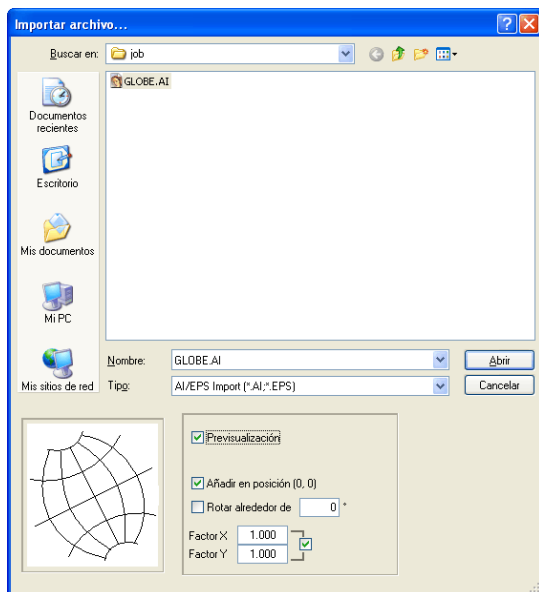 Importar archivo...
Buscar en:
job
GLOBE.AI
Documentos
recientes
Escritorio
Mis documentos
Mi PC
Mis sitios de red
Nombre:
GLOBE.AI
Abrir
Tipo:
AI/EPS Import (*.AI;*.EPS)
Cancelar
Previsualización
Añadir en posición (0, 0)
Rotar alrededor de 0 °
Factor X 1.000
Factor Y 1.000